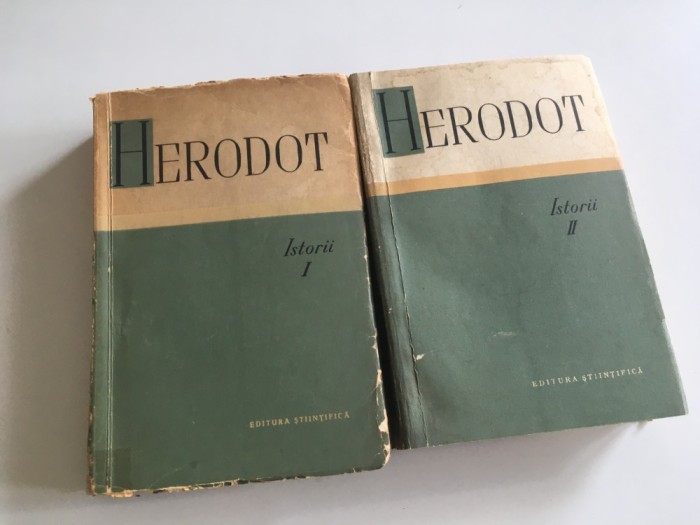 HERODOT
Istorii
I
EDITURA ŞTIINŢIFICĂ
HERODOT
Istorii
II
EDITURA ŞTIINŢIFICĂ